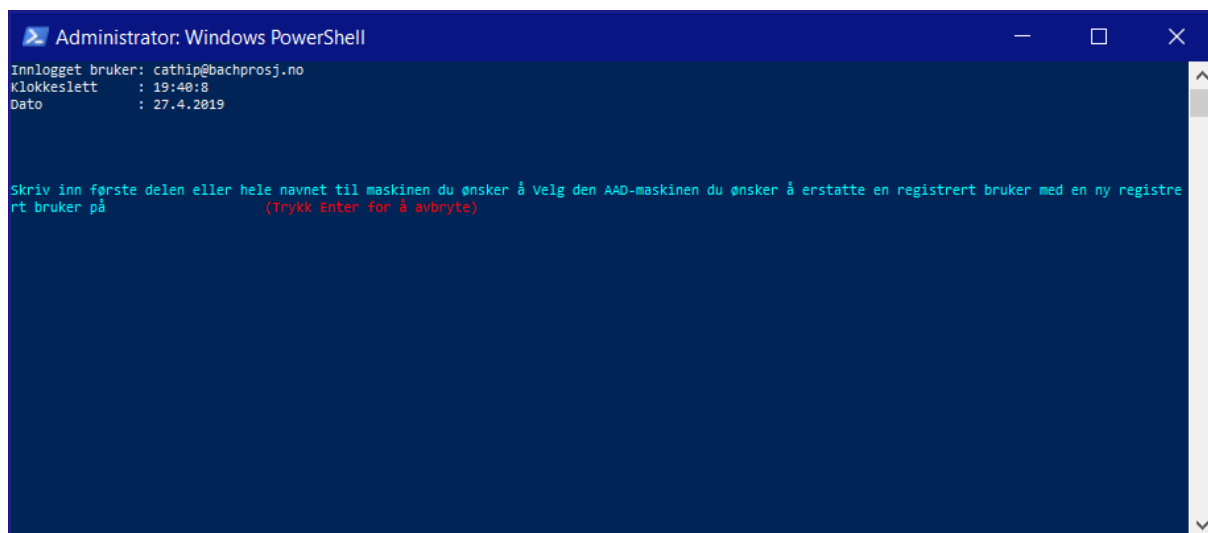 Administrator: Windows PowerShell
Innlogget bruker: cathip@bachprosj.no
Klokkeslett    : 19:40:8
Dato           : 27.4.2019
Skriv inn første delen eller hele navnet til maskinen du ønsker å Velg den AAD-maskinen du ønsker å erstatte en registrert bruker med en ny registre
rt bruker på                    (Trykk Enter for å avbryte)